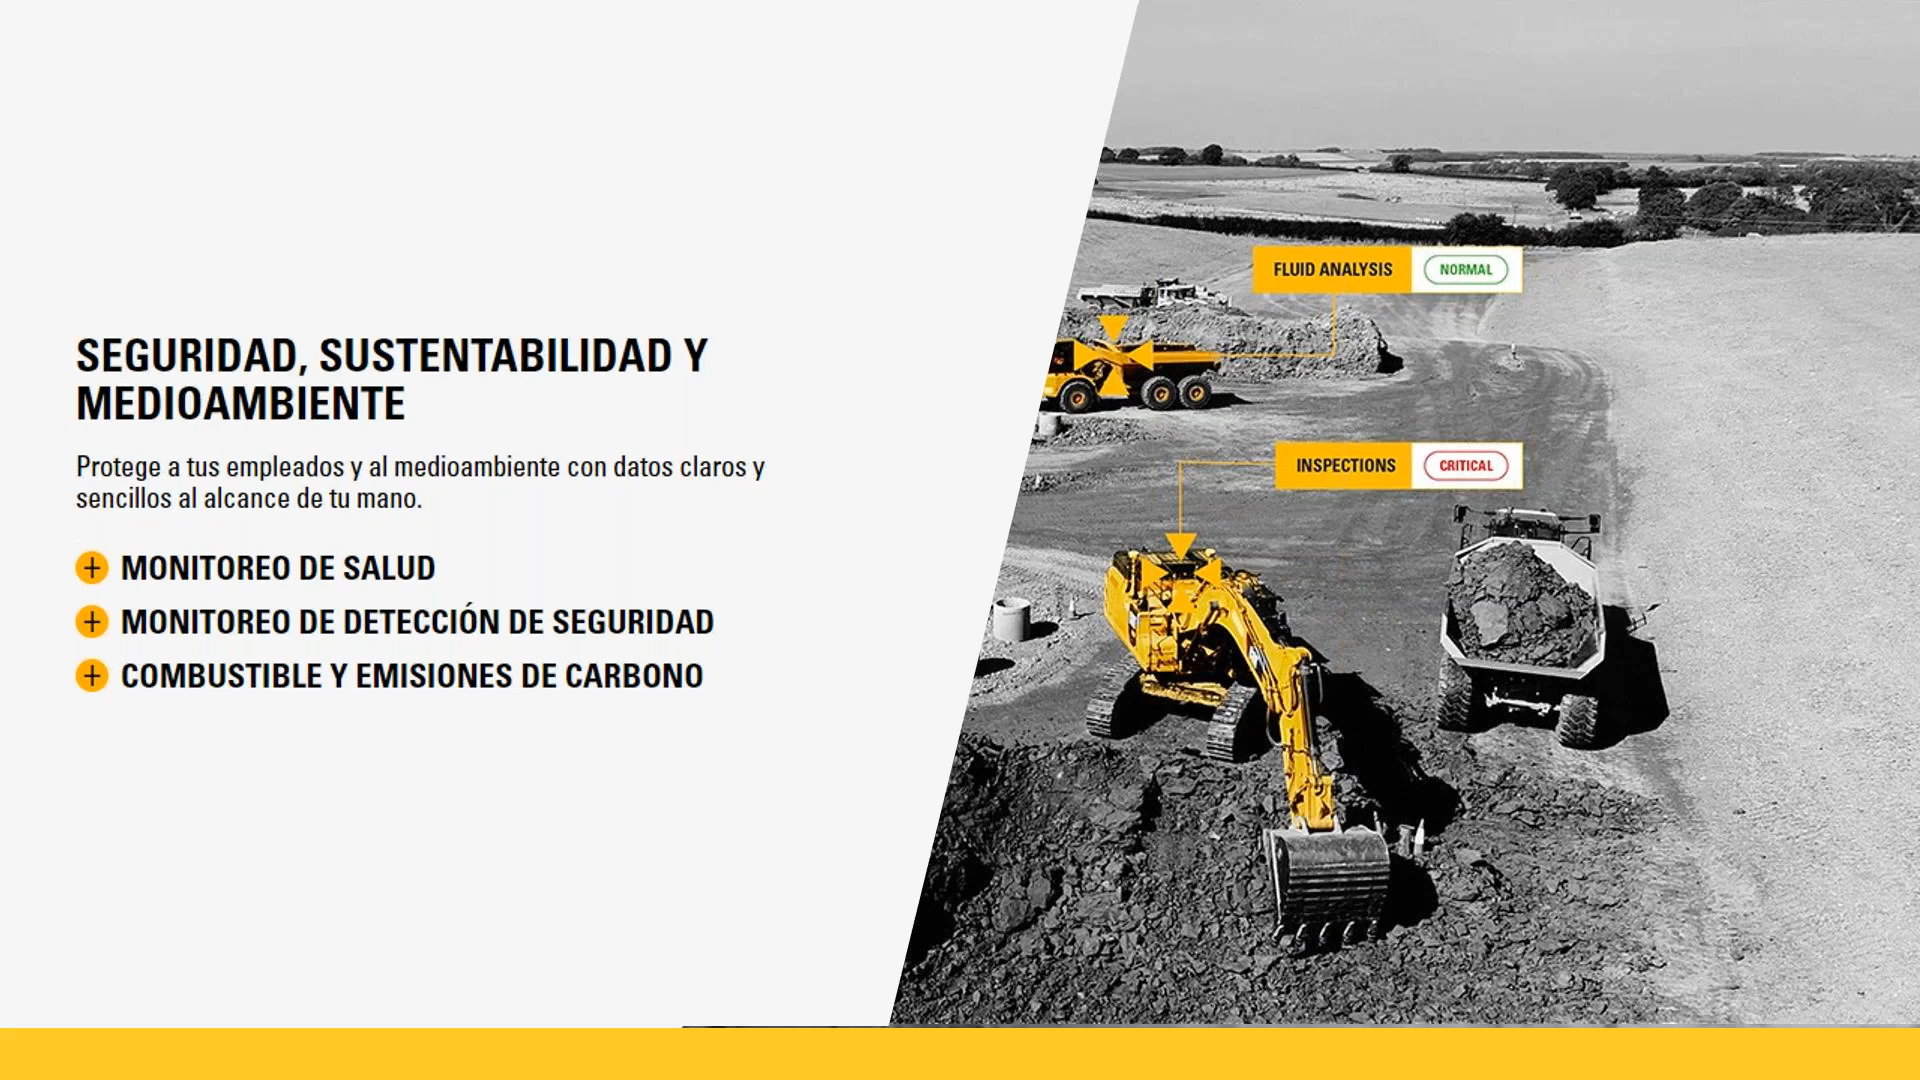 SEGURIDAD, SUSTENTABILIDAD Y
MEDIOAMBIENTE
Protege a tus empleados y al medioambiente con datos claros y
sencillos al alcance de tu mano.
MONITOREO DE SALUD
MONITOREO DE DETECCIÓN DE SEGURIDAD
COMBUSTIBLE Y EMISIONES DE CARBONO
FLUID ANALYSIS NORMAL
INSPECTIONS CRITICAL